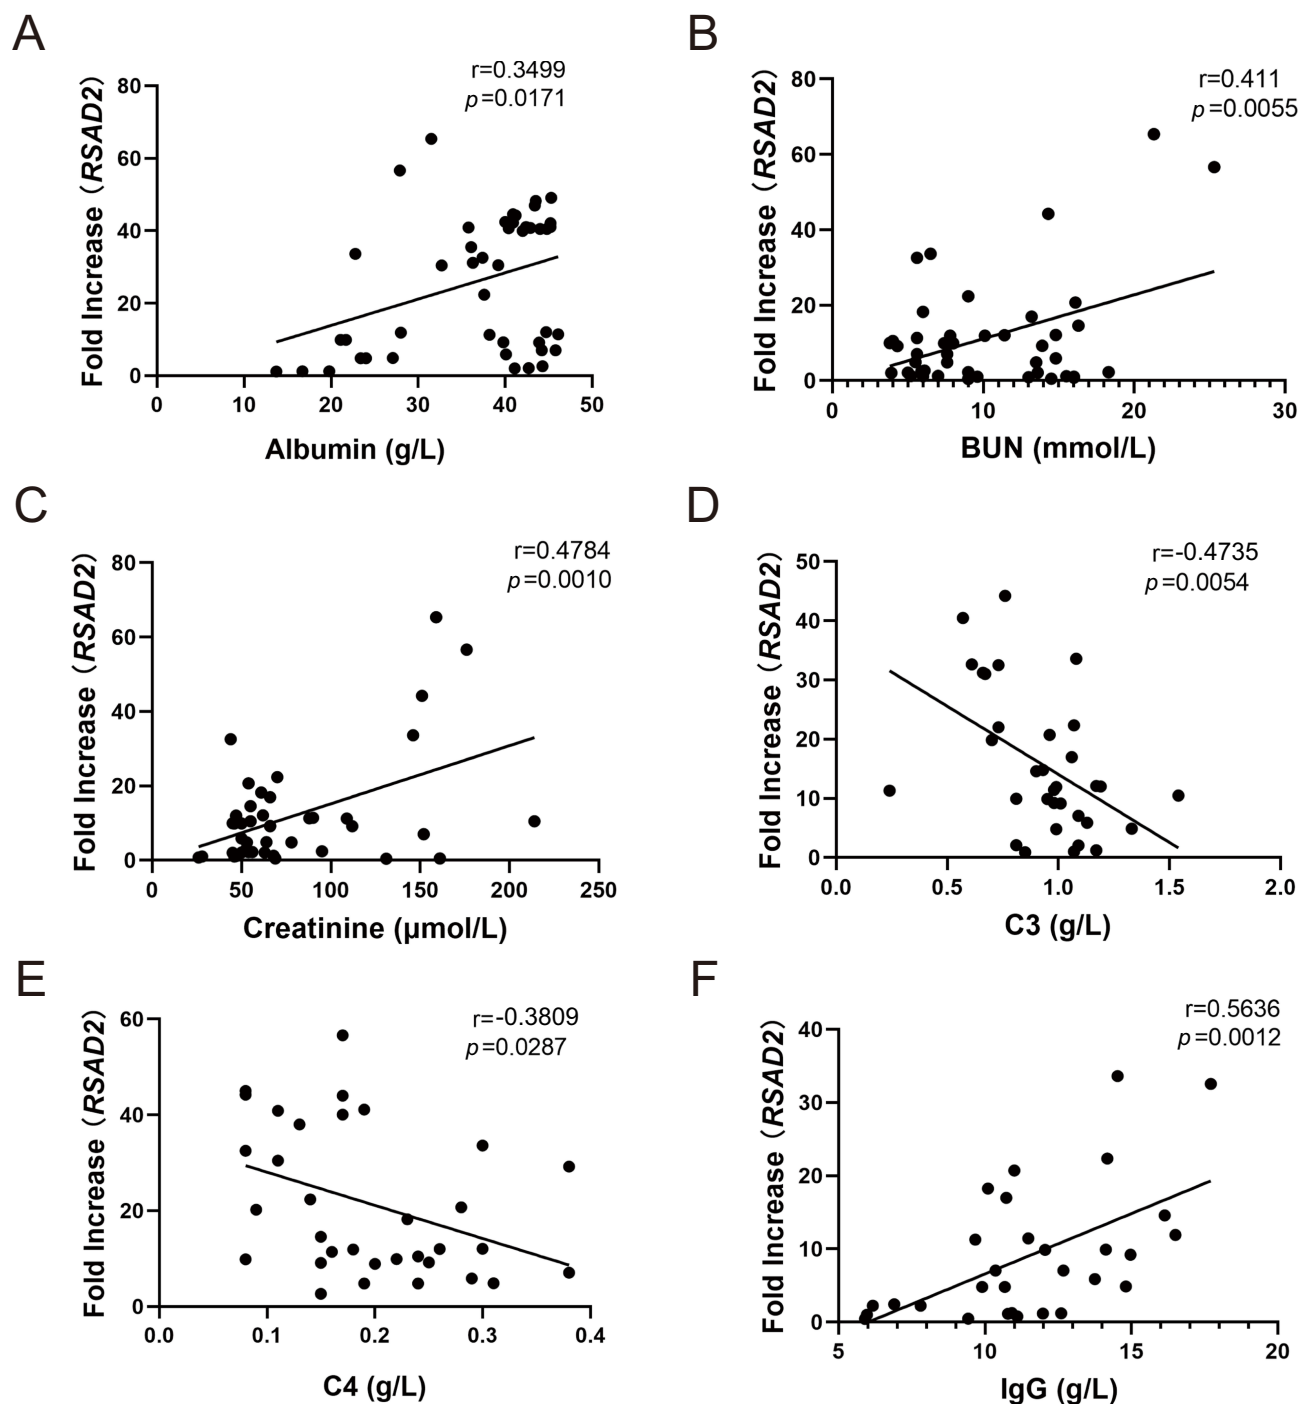 A
r=0.3499
p=0.0171
Fold Increase（RSAD2）
80
60
40
20
0
0 10 20 30 40 50
Albumin (g/L)
B
r=0.411
p=0.0055
Fold Increase（RSAD2）
80
60
40
20
0
0 10 20 30
BUN (mmol/L)
C
r=0.4784
p=0.0010
Fold Increase（RSAD2）
80
60
40
20
0
0 50 100 150 200 250
Creatinine (μmol/L)
D
r=-0.4735
p=0.0054
Fold Increase（RSAD2）
50
40
30
20
10
0
0.0 0.5 1.0 1.5 2.0
C3 (g/L)
E
r=-0.3809
p=0.0287
Fold Increase（RSAD2）
60
40
20
0
0.0 0.1 0.2 0.3 0.4
C4 (g/L)
F
r=0.5636
p=0.0012
Fold Increase（RSAD2）
40
30
20
10
0
5 10 15 20
IgG (g/L)